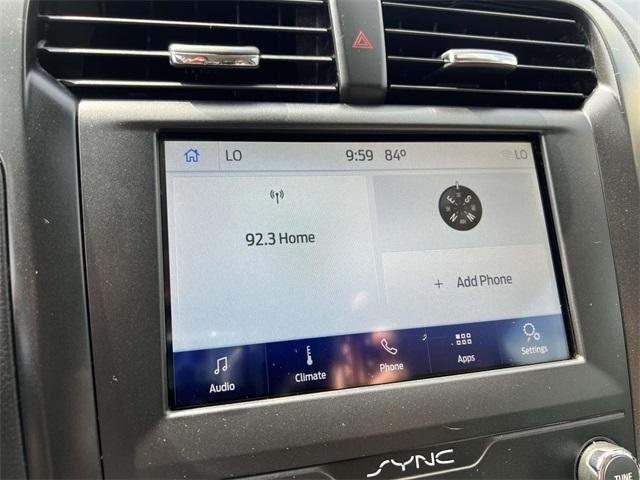 LO 9:59 84° LO
92.3 Home
E S W
+ Add Phone
Audio Climate Phone Apps Settings
SYNC
TUNE